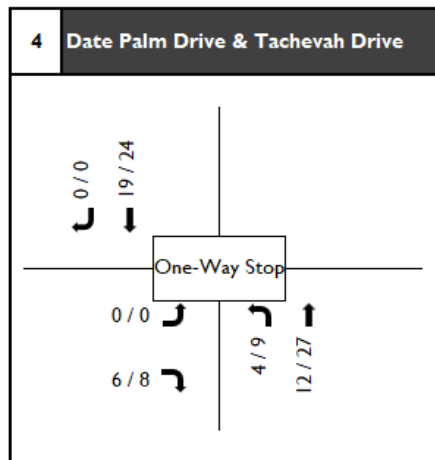 4 Date Palm Drive & Tachevah Drive
0 / 0
19 / 24
One-Way Stop
0 / 0
6 / 8
4 / 9
12 / 27